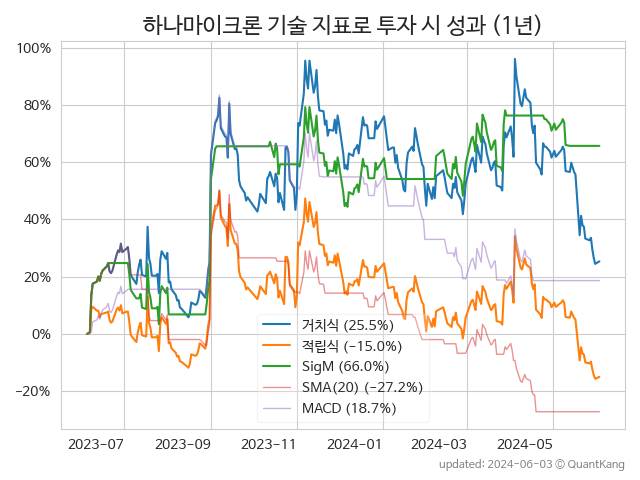 하나마이크론 기술 지표로 투자 시 성과 (1년)
100%
80%
60%
40%
20%
0%
−20%
거치식 (25.5%)
적립식 (−15.0%)
SigM (66.0%)
SMA(20) (−27.2%)
MACD (18.7%)
2023-07 2023-09 2023-11 2024-01 2024-03 2024-05
updated: 2024-06-03 © QuantKang